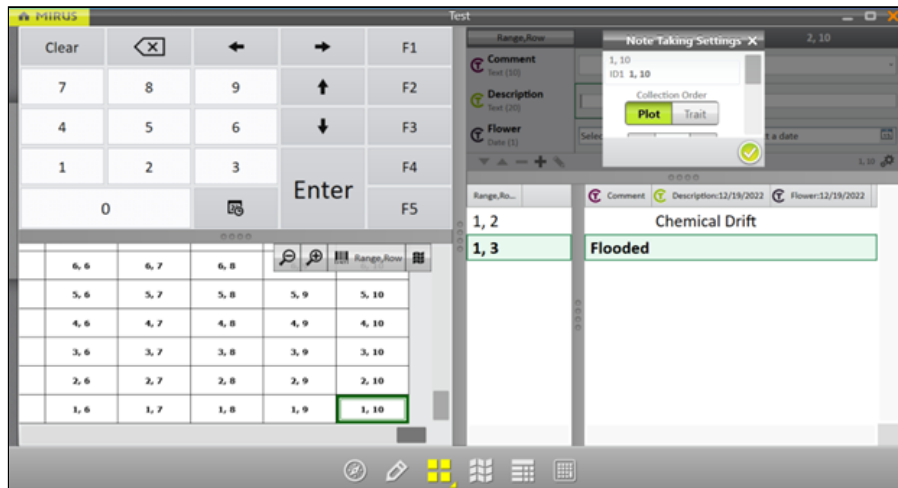 MIRUS
Test
Clear
F1
7 8 9 F2
4 5 6 F3
1 2 3 F4
Enter
0 F5
Range,Row
2, 10
Comment
Text (10)
Description
Text (20)
Flower
Date (1)
t a date
1, 10
Note Taking Settings X
1, 10
ID1 1, 10
Collection Order
Plot Trait
Range,Row
6, 6 6, 7 6, 8
5, 6 5, 7 5, 8 5, 9 5, 10
4, 6 4, 7 4, 8 4, 9 4, 10
3, 6 3, 7 3, 8 3, 9 3, 10
2, 6 2, 7 2, 8 2, 9 2, 10
1, 6 1, 7 1, 8 1, 9 1, 10
Range,Ro... Comment Description:12/19/2022 Flower:12/19/2022
1, 2 Chemical Drift
1, 3 Flooded